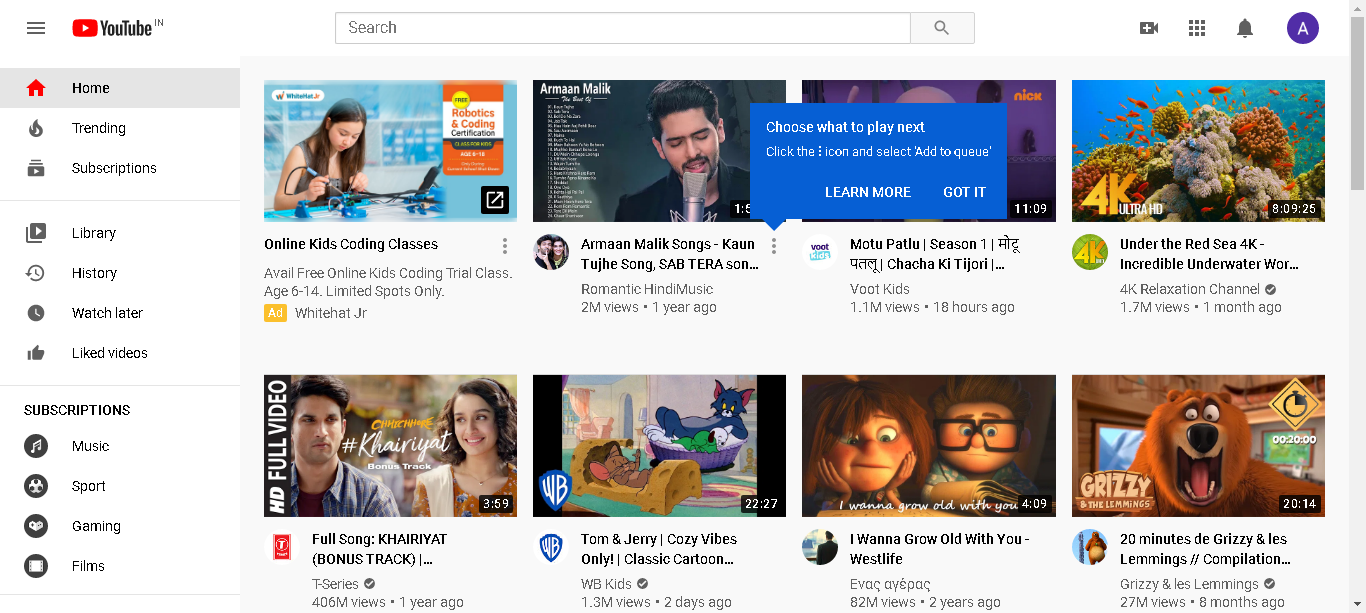 YouTube IN
Search
A
Home
Trending
Subscriptions
Library
History
Watch later
Liked videos
SUBSCRIPTIONS
Music
Sport
Gaming
Films
WhiteHat Jr
FREE
Robotics
& Coding
Certification
CLASS FOR KIDS
AGE 6-18
Online Kids Coding Classes
Avail Free Online Kids Coding Trial Class.
Age 6-14. Limited Spots Only.
Ad Whitehat Jr
Armaan Malik
The Best Of
1:5
Armaan Malik Songs - Kaun
Tujhe Song, SAB TERA son...
Romantic HindiMusic
2M views • 1 year ago
Choose what to play next
Click the ⋮ icon and select 'Add to queue'
LEARN MORE GOT IT
nick
11:09
voot
kids
Motu Patlu | Season 1 | मोटू
पतलू | Chacha Ki Tijori |...
Voot Kids
1.1M views • 18 hours ago
4K
ULTRA HD
8:09:25
4K
Under the Red Sea 4K -
Incredible Underwater Wor...
4K Relaxation Channel
1.7M views • 1 month ago
HD FULL VIDEO
CHHICHHORE
#Khairiyat
Bonus Track
3:59
T
Full Song: KHAIRIYAT
(BONUS TRACK) |...
T-Series
406M views • 1 year ago
WB
22:27
WB
Tom & Jerry | Cozy Vibes
Only! | Classic Cartoon...
WB Kids
1.3M views • 2 days ago
I wanna grow old with you
4:09
I Wanna Grow Old With You -
Westlife
Ενας αγέρας
82M views • 2 years ago
00:20:00
GRIZZY
& THE LEMMINGS
20:14
20 minutes de Grizzy & les
Lemmings // Compilation...
Grizzy & les Lemmings
27M views • 8 months ago